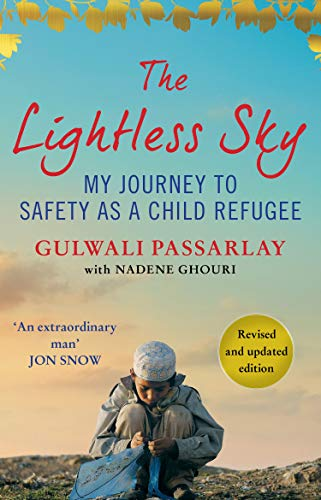 The
Lightless Sky
MY JOURNEY TO
SAFETY AS A CHILD REFUGEE
GULWALI PASSARLAY
with NADENE GHOURI
‘An extraordinary
man’
JON SNOW
Revised
and updated
edition